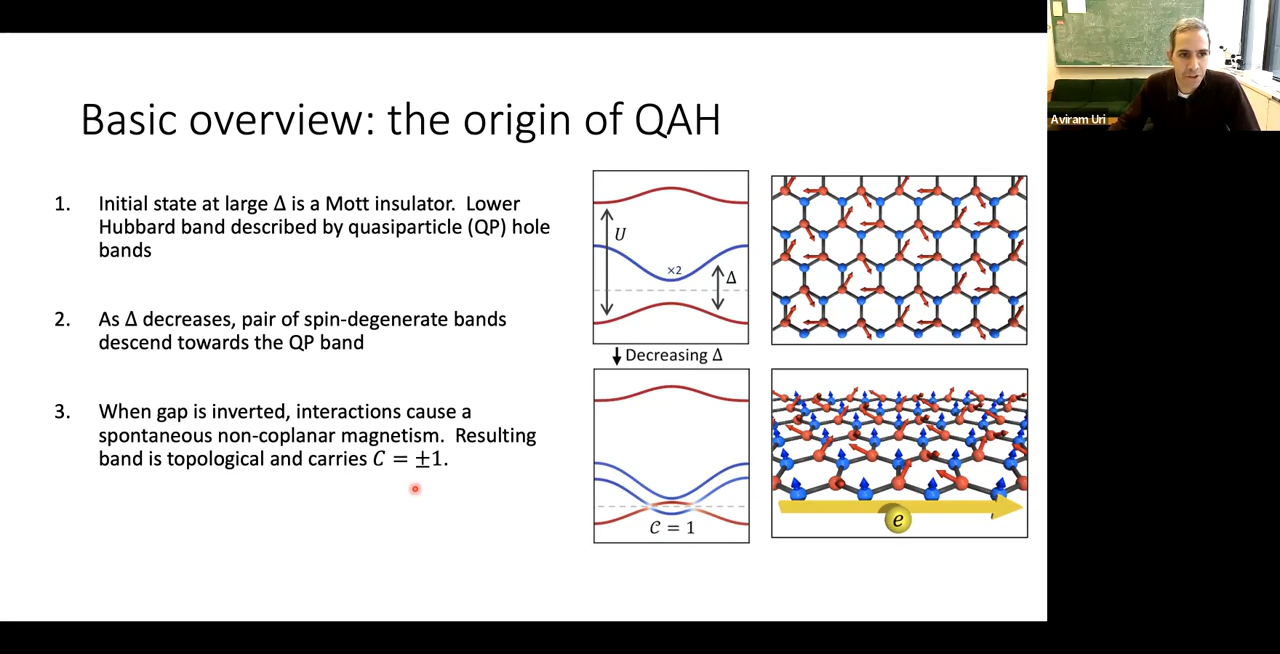 Basic overview: the origin of QAH
1. Initial state at large Δ is a Mott insulator. Lower
Hubbard band described by quasiparticle (QP) hole
bands
2. As Δ decreases, pair of spin-degenerate bands
descend towards the QP band
3. When gap is inverted, interactions cause a
spontaneous non-coplanar magnetism. Resulting
band is topological and carries C = ±1.
U
×2
Δ
Decreasing Δ
𝒞 = 1
e
Aviram Uri